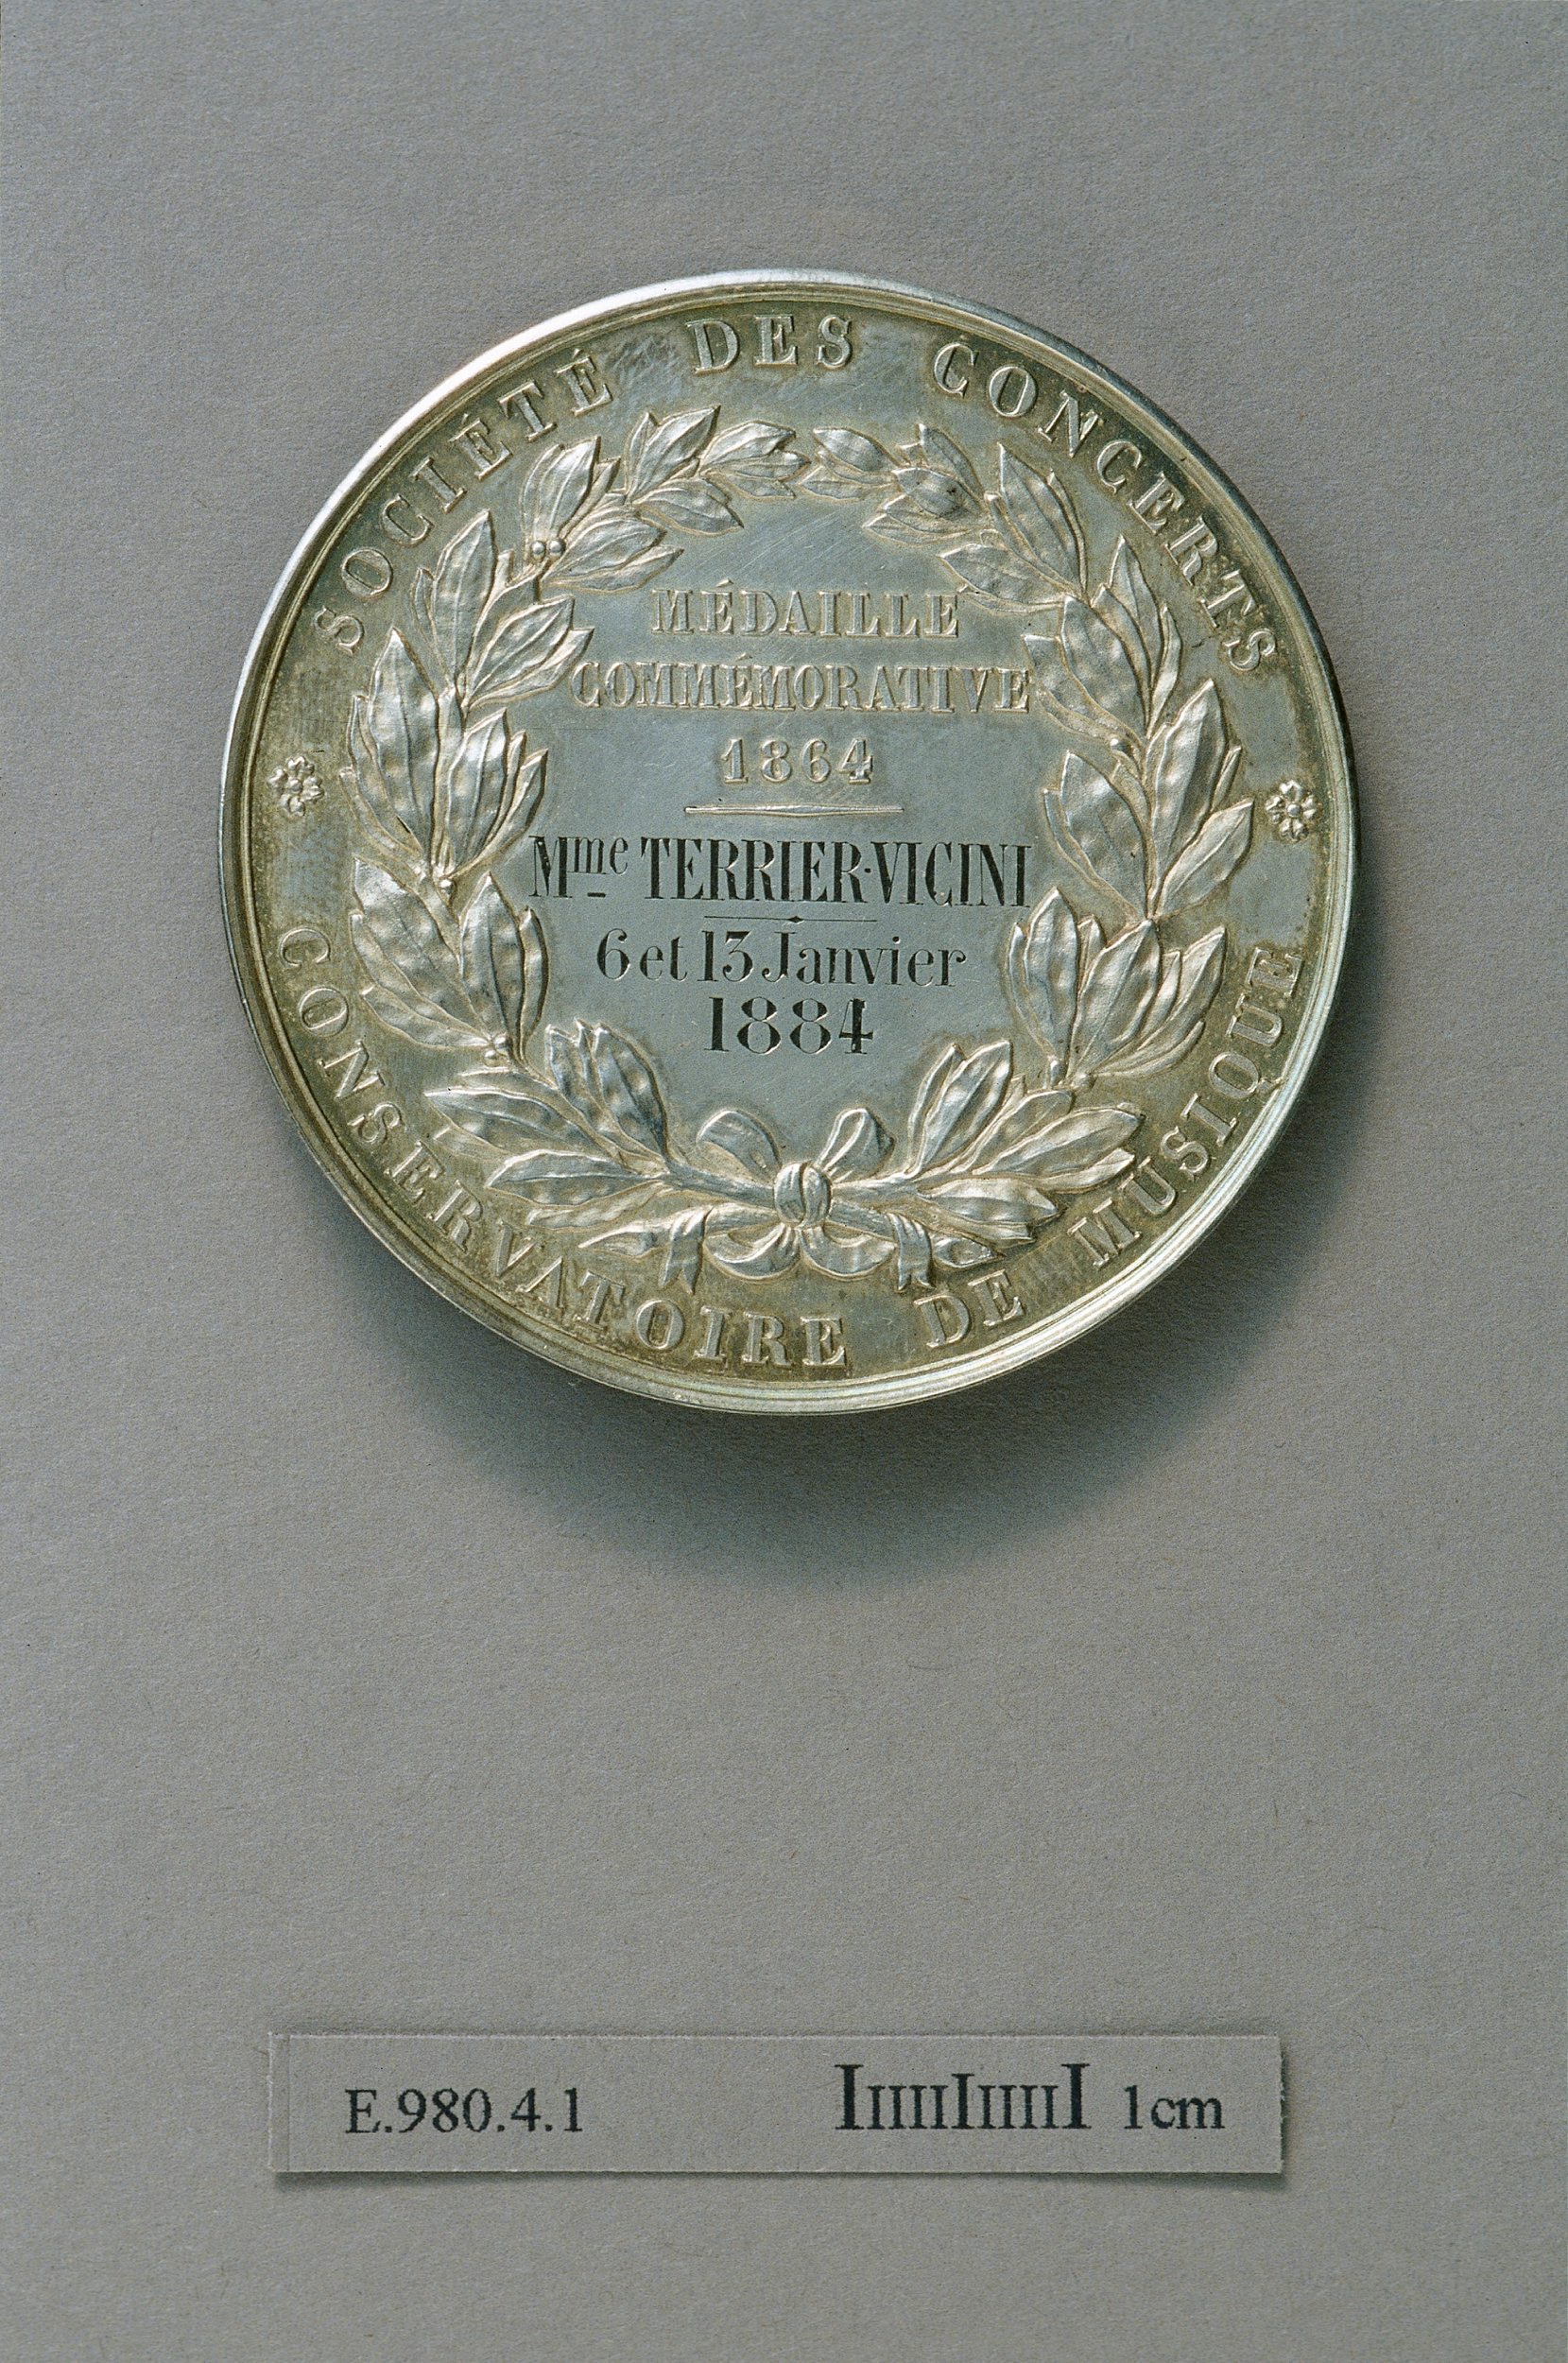 SOCIÉTÉ DES CONCERTS
MÉDAILLE
COMMÉMORATIVE
1864
Mme TERRIER-VICINI
6 et 13 Janvier
1884
CONSERVATOIRE DE MUSIQUE
E.980.4.1 1cm